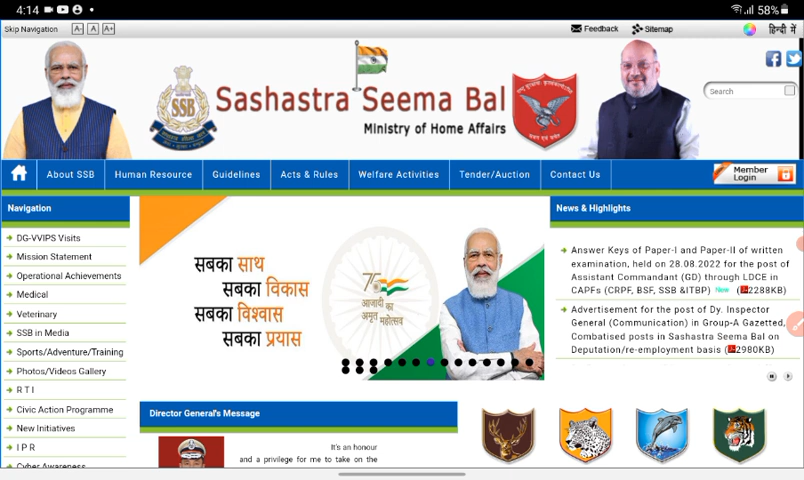 4:14
58%
Skip Navigation
A-
A
A+
Feedback
Sitemap
हिन्दी में
SSB
Sashastra Seema Bal
Ministry of Home Affairs
Search
About SSB
Human Resource
Guidelines
Acts & Rules
Welfare Activities
Tender/Auction
Contact Us
Member
Login
Navigation
DG-VVIPS Visits
Mission Statement
Operational Achievements
Medical
Veterinary
SSB in Media
Sports/Adventure/Training
Photos/Videos Gallery
R T I
Civic Action Programme
New Initiatives
I P R
Cyber Awareness
सबका साथ
सबका विकास
सबका विश्वास
सबका प्रयास
75
आज़ादी का
अमृत महोत्सव
News & Highlights
Answer Keys of Paper-I and Paper-II of written
examination, held on 28.08.2022 for the post of
Assistant Commandant (GD) through LDCE in
CAPFs (CRPF, BSF, SSB &ITBP) New (2288KB)
Advertisement for the post of Dy. Inspector
General (Communication) in Group-A Gazetted,
Combatised posts in Sashastra Seema Bal on
Deputation/re-employment basis (2980KB)
Director General's Message
It's an honour
and a privilege for me to take on the